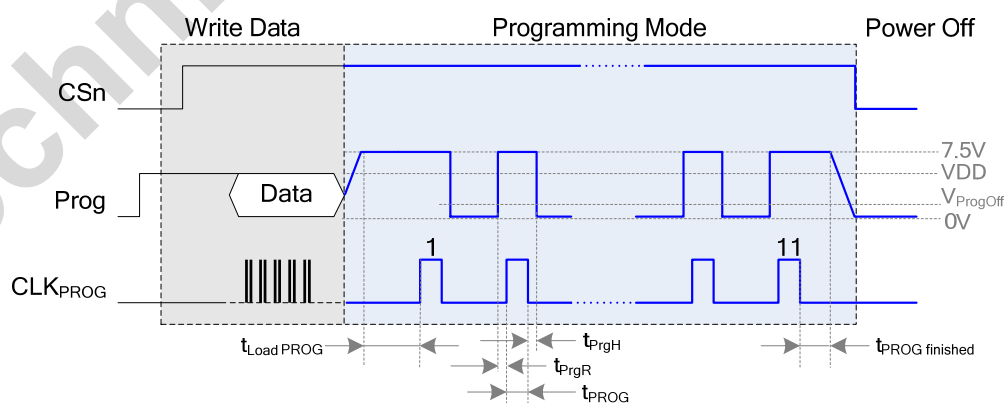 Write Data
Programming Mode
Power Off
CSn
Prog
Data
7.5V
VDD
VProgOff
0V
CLKPROG
1
11
tLoad PROG
tPrgH
tPROG finished
tPrgR
tPROG